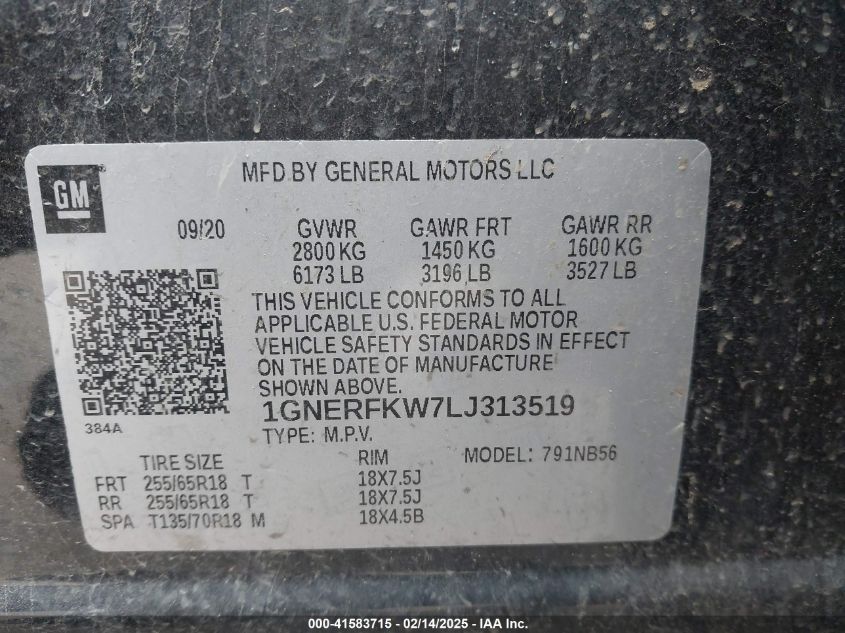 GM
MFD BY GENERAL MOTORS LLC
09/20 GVWR GAWR FRT GAWR RR
2800 KG 1450 KG 1600 KG
6173 LB 3196 LB 3527 LB
THIS VEHICLE CONFORMS TO ALL
APPLICABLE U.S. FEDERAL MOTOR
VEHICLE SAFETY STANDARDS IN EFFECT
ON THE DATE OF MANUFACTURE
SHOWN ABOVE.
1GNERFKW7LJ313519
384A
TYPE: M.P.V.
TIRE SIZE RIM MODEL: 791NB56
FRT 255/65R18 T 18X7.5J
RR 255/65R18 T 18X7.5J
SPA T135/70R18 M 18X4.5B
000-41583715 - 02/14/2025 - IAA, Inc.